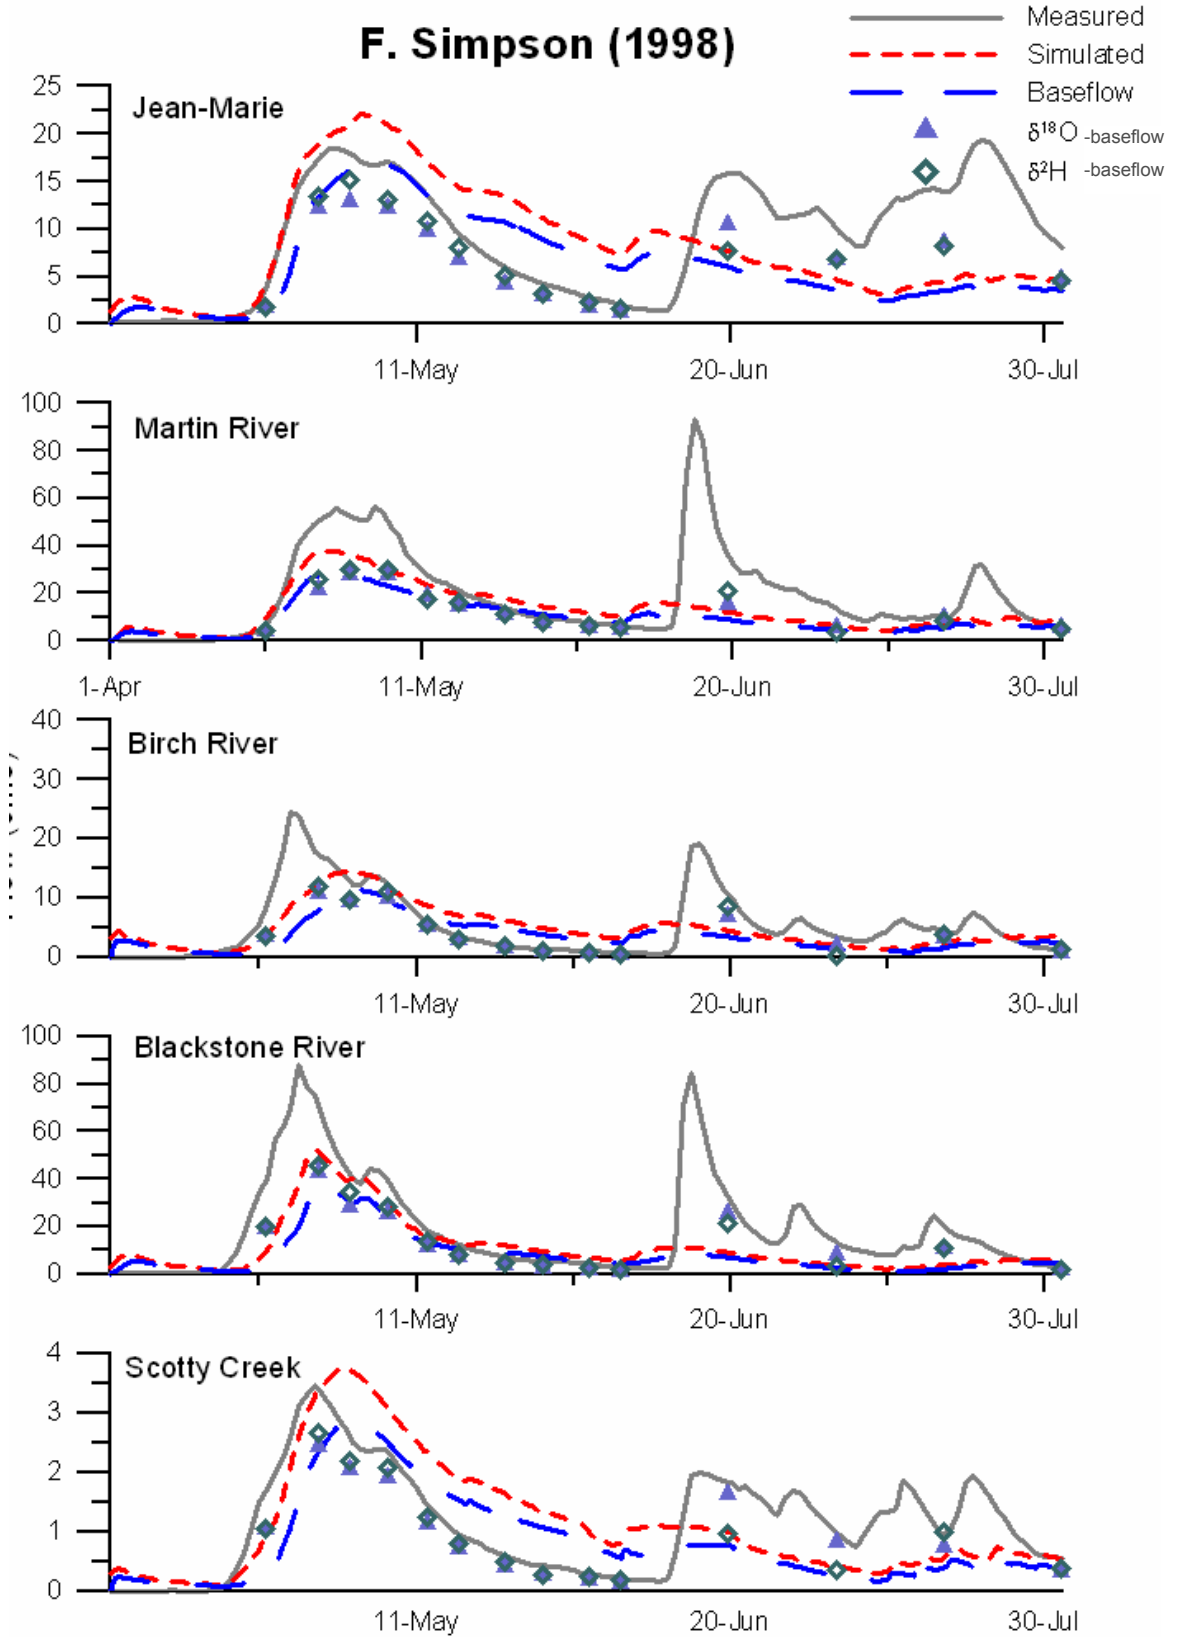 F. Simpson (1998)
Measured
Simulated
Baseflow
δ¹⁸O -baseflow
δ²H -baseflow
Jean-Marie
25
20
15
10
5
0
11-May 20-Jun 30-Jul
Martin River
100
80
60
40
20
0
1-Apr 11-May 20-Jun 30-Jul
Birch River
40
30
20
10
0
11-May 20-Jun 30-Jul
Blackstone River
100
80
60
40
20
0
11-May 20-Jun 30-Jul
Scotty Creek
4
3
2
1
0
11-May 20-Jun 30-Jul